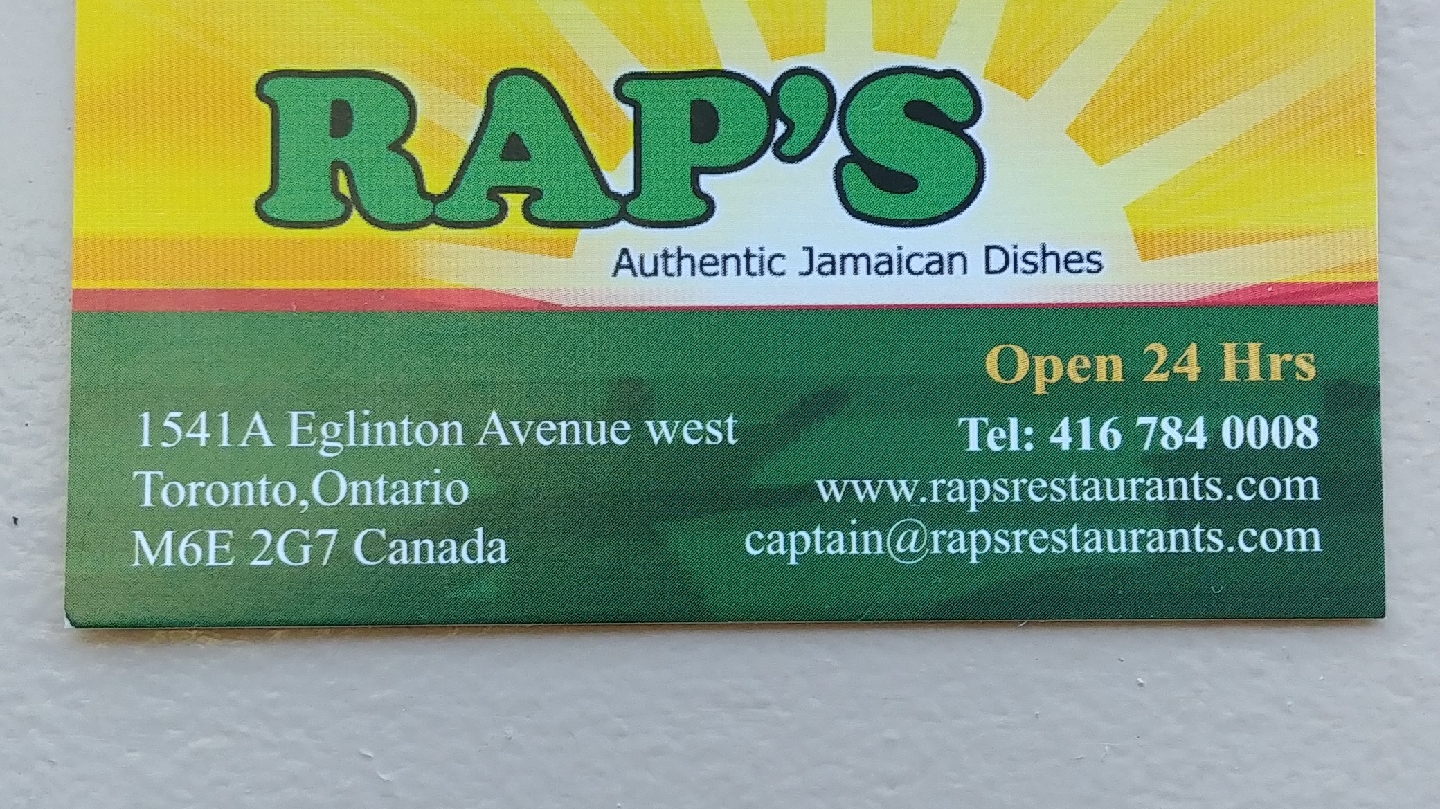 RAP'S
Authentic Jamaican Dishes
Open 24 Hrs
1541A Eglinton Avenue west
Toronto,Ontario
M6E 2G7 Canada
Tel: 416 784 0008
www.rapsrestaurants.com
captain@rapsrestaurants.com